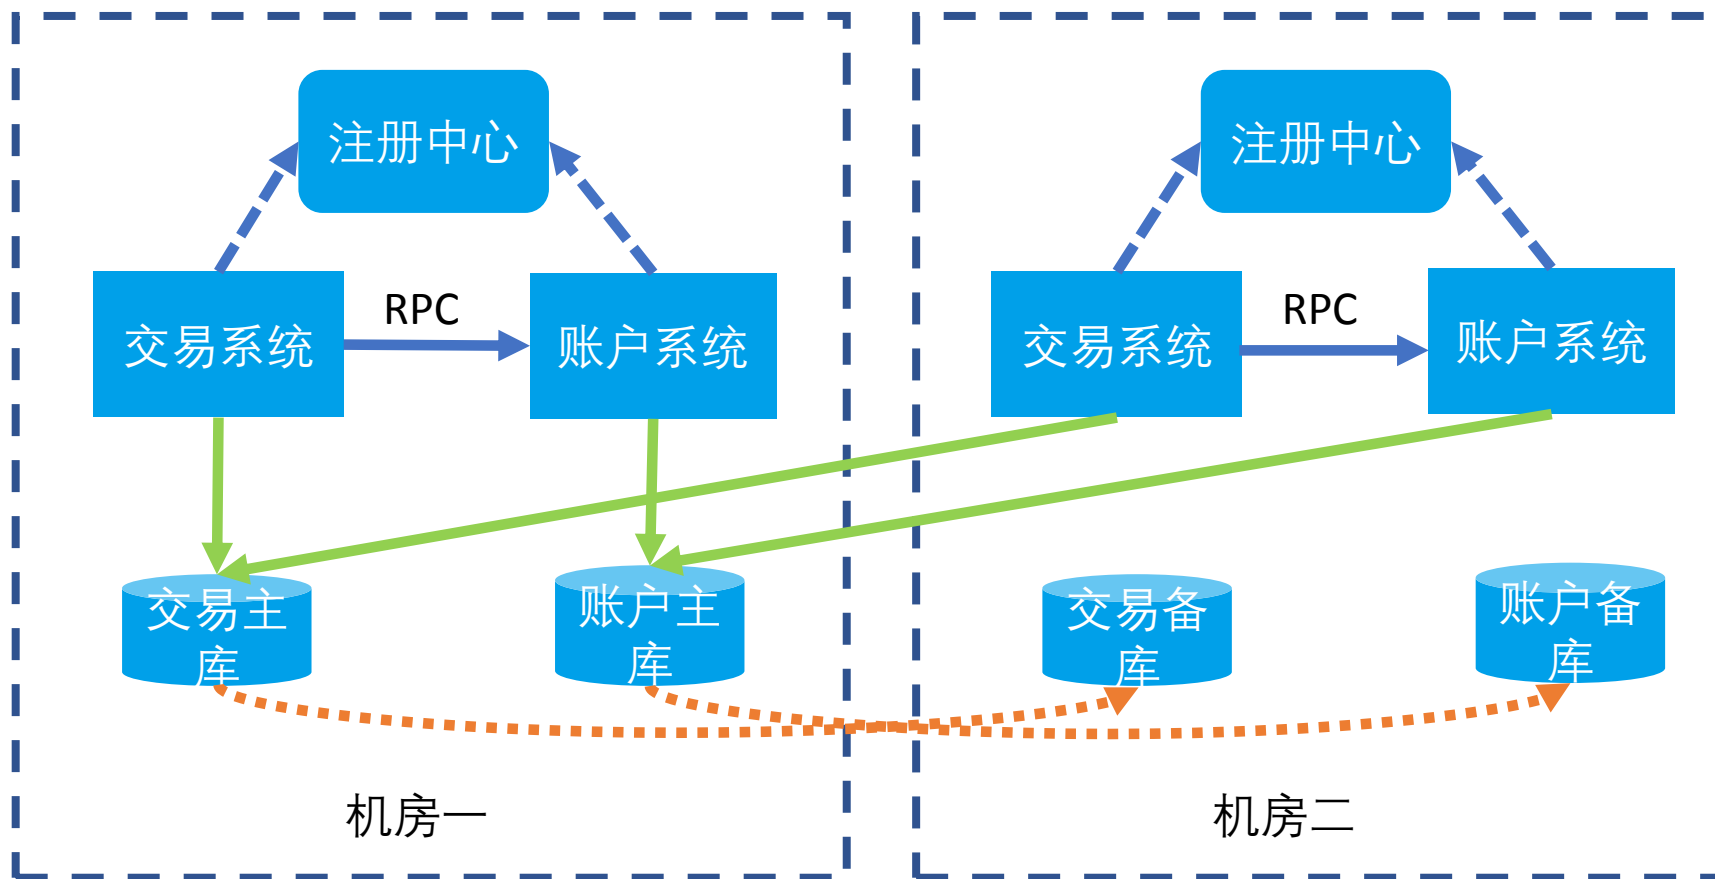 注册中心
注册中心
交易系统
RPC
账户系统
交易系统
RPC
账户系统
交易主
库
账户主
库
交易备
库
账户备
库
机房一
机房二